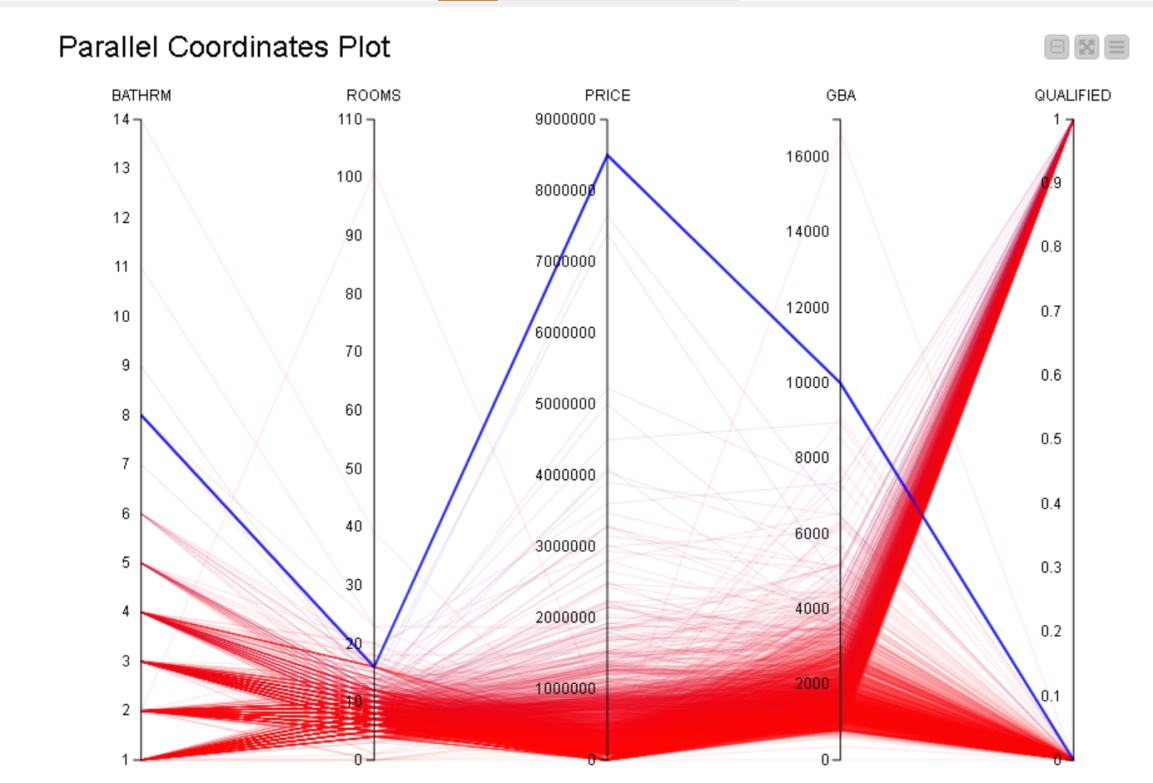 Parallel Coordinates Plot
BATHRM ROOMS PRICE GBA QUALIFIED
14 110 9000000 1
13 100 8000000 16000 0.9
12 90 7000000 14000 0.8
11 80 6000000 12000 0.7
10 70 5000000 10000 0.6
9 60 4000000 8000 0.5
8 50 3000000 6000 0.4
7 40 2000000 4000 0.3
6 30 1000000 2000 0.2
5 20 0 0 0.1
4 10 0
3 0
2
1